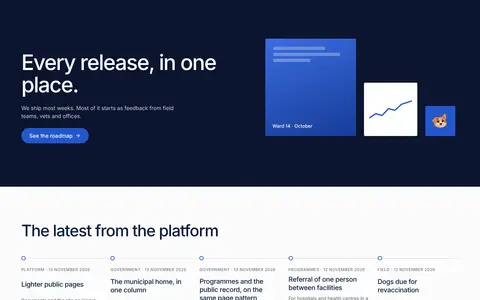 Every release, in one
place.
We ship most weeks. Most of it starts as feedback from field
teams, vets and offices.
See the roadmap →
Ward 14 · October
The latest from the platform
PLATFORM · 14 NOVEMBER 2026
Lighter public pages
GOVERNMENT · 13 NOVEMBER 2026
The municipal home, in
one column
GOVERNMENT · 13 NOVEMBER 2026
Programmes and the
public record, on the
same page pattern
PROGRAMMES · 12 NOVEMBER 2026
Referral of one person
between facilities
For hospitals and health centres in a
FIELD · 12 NOVEMBER 2026
Dogs due for
revaccination